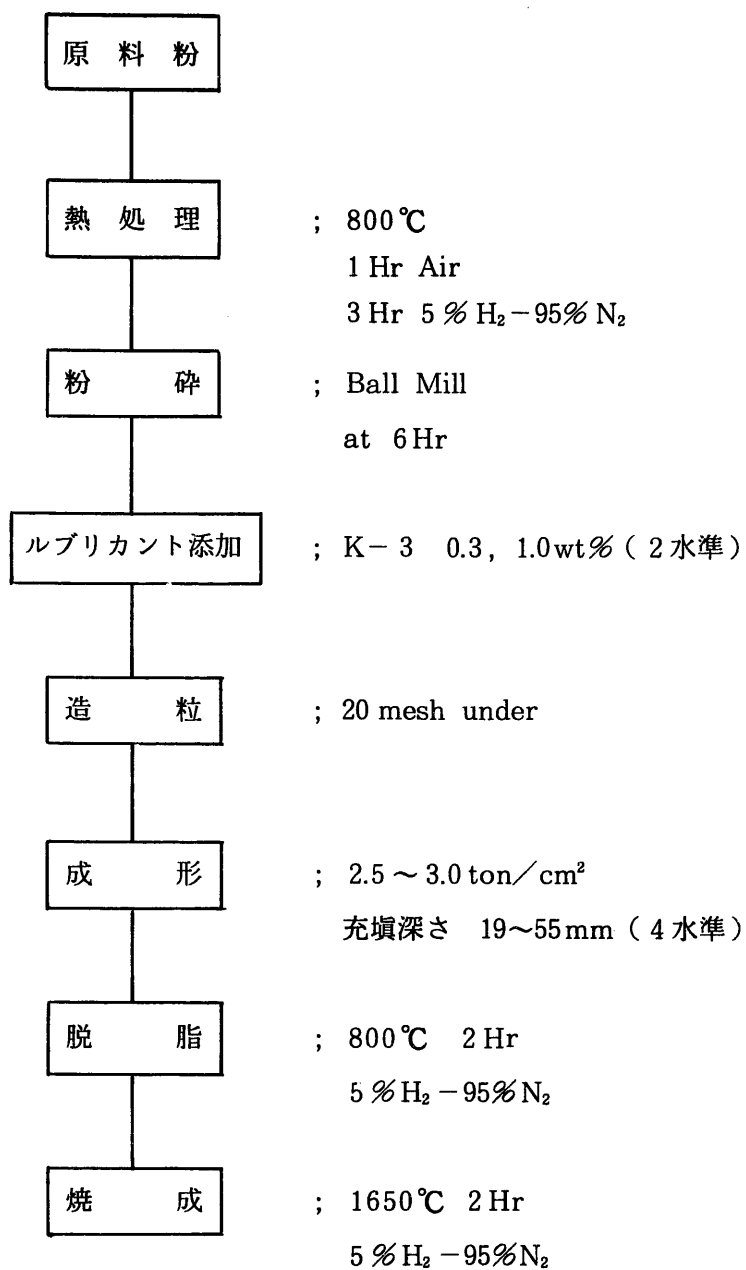 原料粉
熱処理 ; 800℃
1 Hr Air
3 Hr 5% H₂-95% N₂
粉砕 ; Ball Mill
at 6 Hr
ルブリカント添加 ; K-3 0.3, 1.0wt% (2水準)
造粒 ; 20 mesh under
成形 ; 2.5~3.0 ton/cm²
充塡深さ 19~55mm (4水準)
脱脂 ; 800℃ 2 Hr
5%H₂-95%N₂
焼成 ; 1650℃ 2 Hr
5%H₂-95%N₂